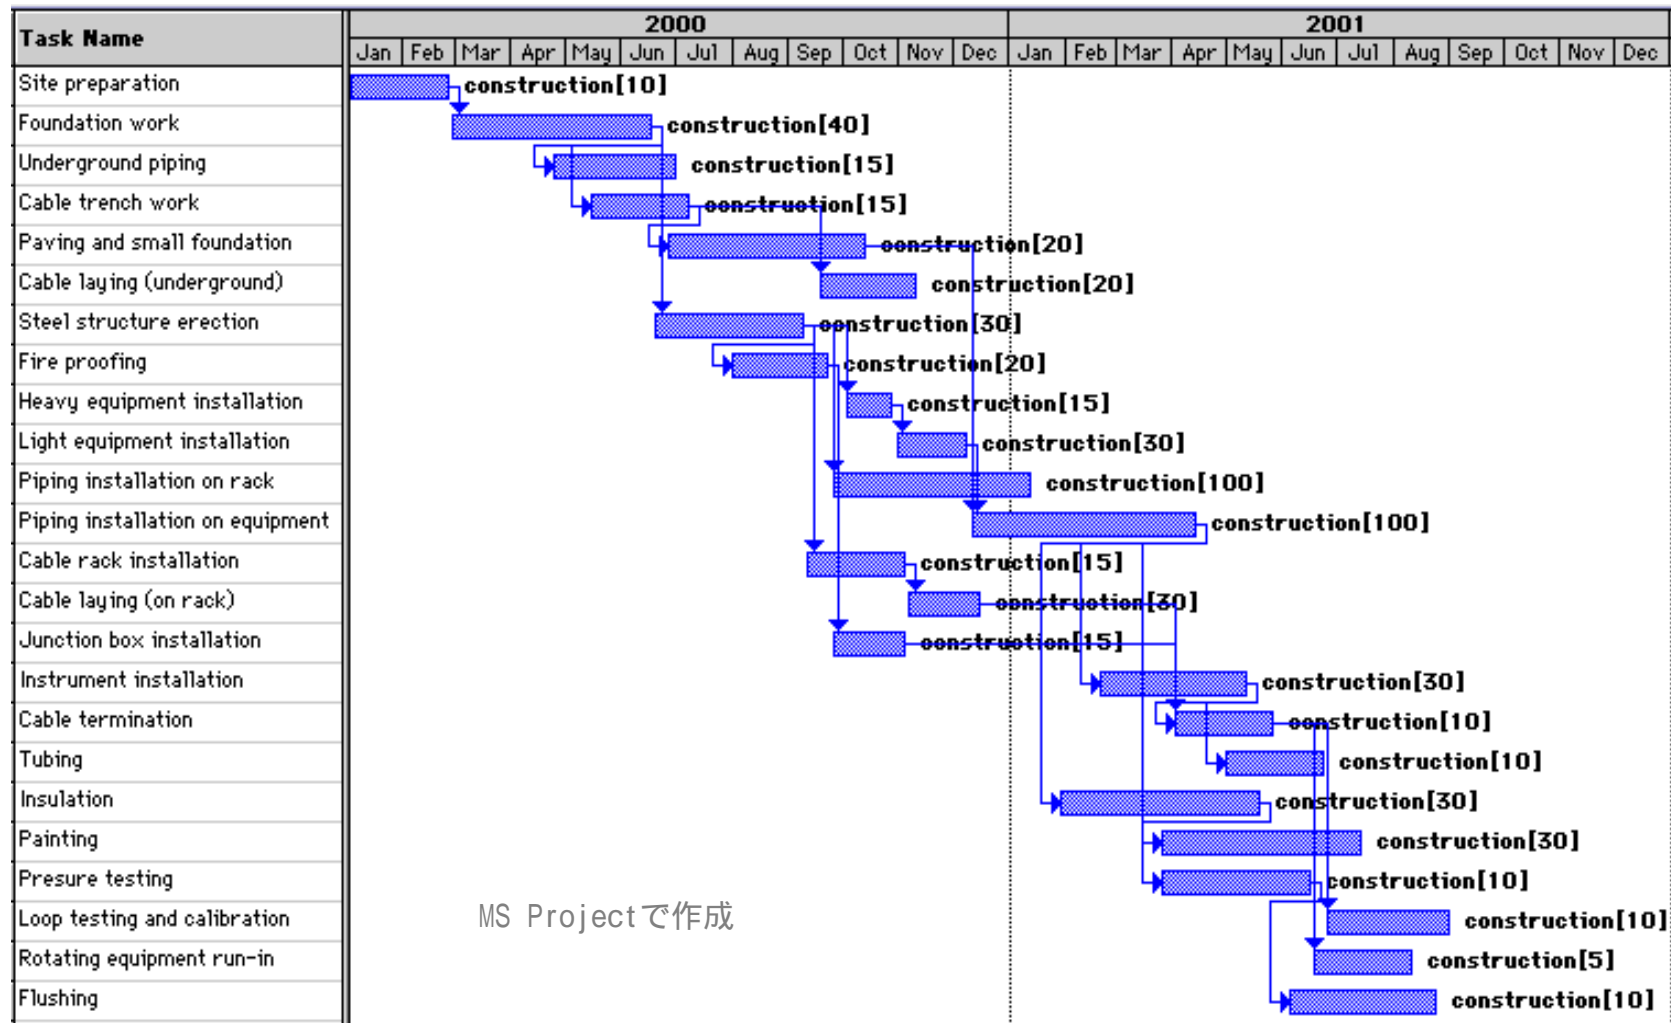 Task Name
2000 2001
Jan Feb Mar Apr May Jun Jul Aug Sep Oct Nov Dec Jan Feb Mar Apr May Jun Jul Aug Sep Oct Nov Dec
Site preparation construction[10]
Foundation work construction[40]
Underground piping construction[15]
Cable trench work construction[15]
Paving and small foundation construction[20]
Cable laying (underground) construction[20]
Steel structure erection construction[30]
Fire proofing construction[20]
Heavy equipment installation construction[15]
Light equipment installation construction[30]
Piping installation on rack construction[100]
Piping installation on equipment construction[100]
Cable rack installation construction[15]
Cable laying (on rack) construction[30]
Junction box installation construction[15]
Instrument installation construction[30]
Cable termination construction[10]
Tubing construction[10]
Insulation construction[30]
Painting construction[30]
Presure testing construction[10]
Loop testing and calibration MS Projectで作成 construction[10]
Rotating equipment run-in construction[5]
Flushing construction[10]